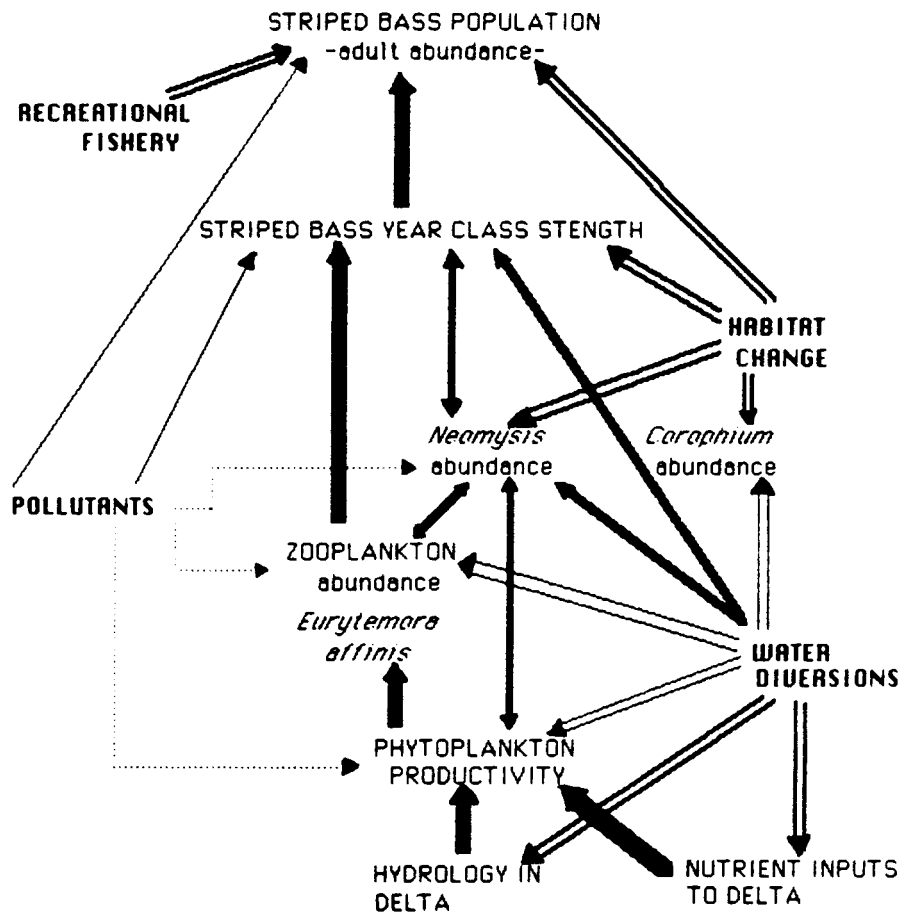 STRIPED BASS POPULATION
-adult abundance-
RECREATIONAL
FISHERY
STRIPED BASS YEAR CLASS STENGTH
HABITAT
CHANGE
Neomysis
abundance
Corophium
abundance
POLLUTANTS
ZOOPLANKTON
abundance
Eurytemora
affinis
WATER
DIVERSIONS
PHYTOPLANKTON
PRODUCTIVITY
HYDROLOGY IN
DELTA
NUTRIENT INPUTS
TO DELTA